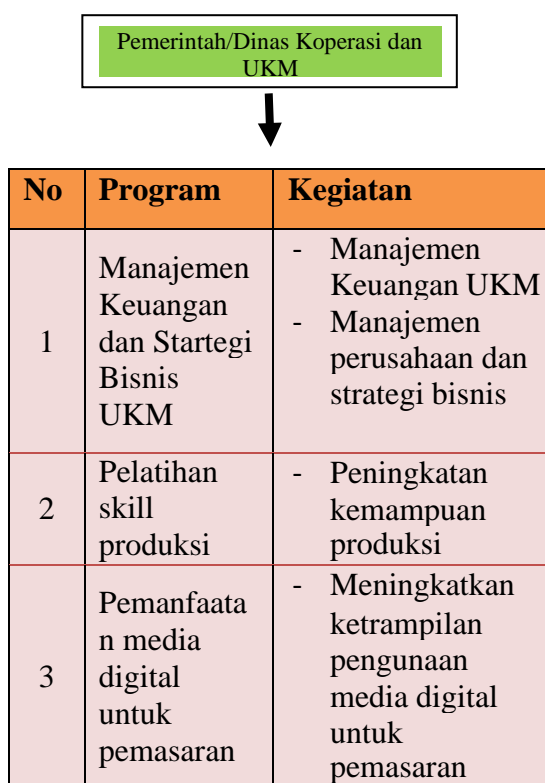 Pemerintah/Dinas Koperasi dan
UKM
No Program Kegiatan
1
Manajemen
Keuangan
dan Startegi
Bisnis
UKM
- Manajemen
Keuangan UKM
- Manajemen
perusahaan dan
strategi bisnis
2
Pelatihan
skill
produksi
- Peningkatan
kemampuan
produksi
3
Pemanfaata
n media
digital
untuk
pemasaran
- Meningkatkan
ketrampilan
pengunaan
media digital
untuk
pemasaran